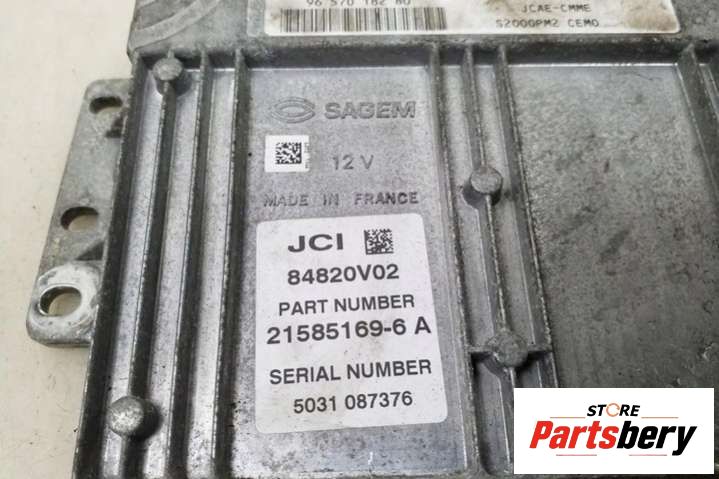 96 570 182 80
JCAE-CMME
S2000PM2 CEM0
SAGEM
12 V
MADE IN FRANCE
JCI
84820V02
PART NUMBER
21585169-6 A
SERIAL NUMBER
5031 087376
STORE
Partsbery